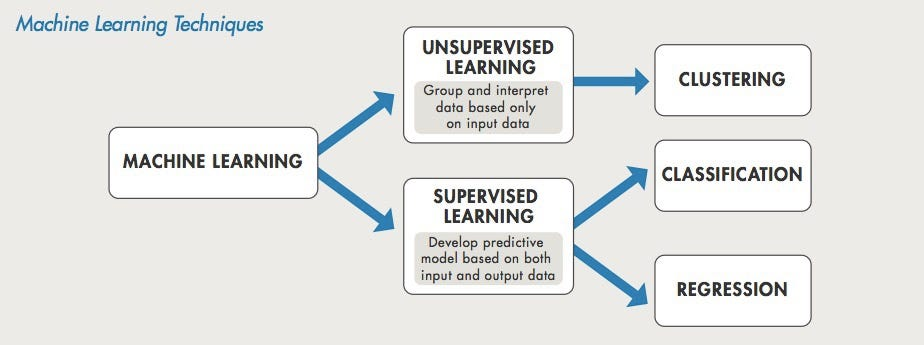 Machine Learning Techniques
MACHINE LEARNING
UNSUPERVISED
LEARNING
Group and interpret
data based only
on input data
SUPERVISED
LEARNING
Develop predictive
model based on both
input and output data
CLUSTERING
CLASSIFICATION
REGRESSION